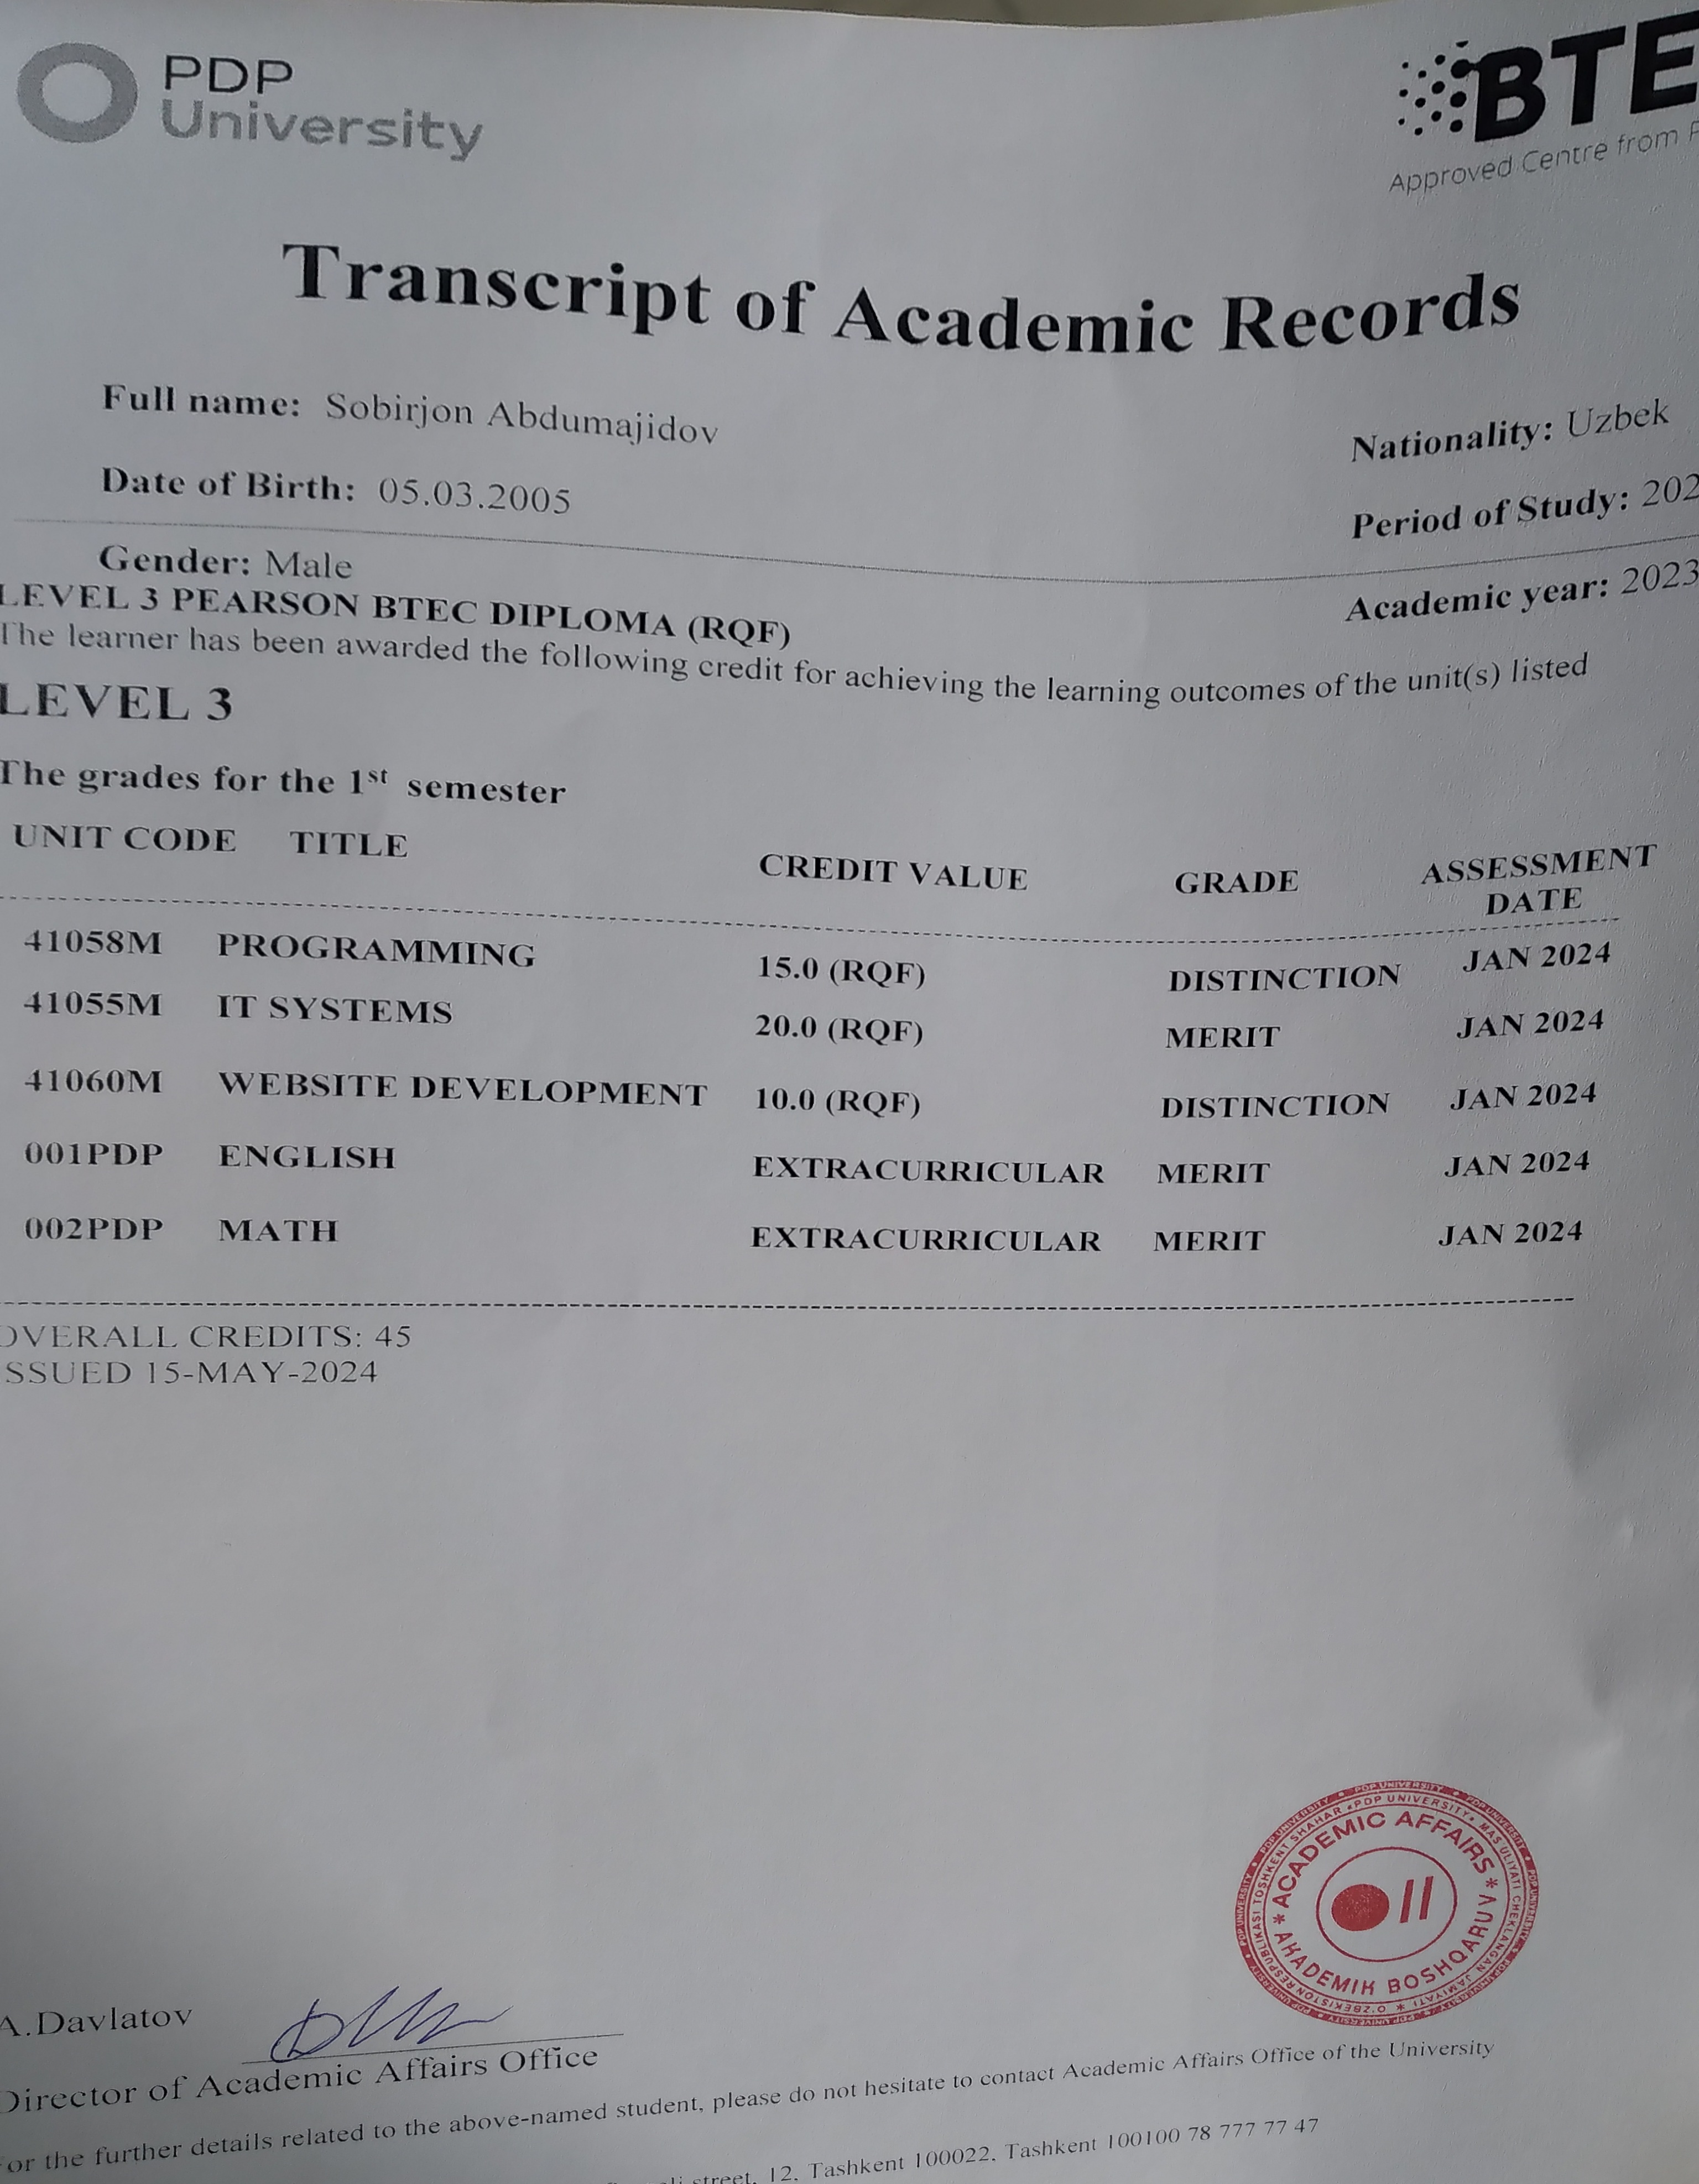 PDP
University
BTE
Approved Centre from
Transcript of Academic Records
Full name: Sobirjon Abdumajidov
Nationality: Uzbek
Date of Birth: 05.03.2005
Period of Study: 202
Gender: Male
Academic year: 2023
LEVEL 3 PEARSON BTEC DIPLOMA (RQF)
The learner has been awarded the following credit for achieving the learning outcomes of the unit(s) listed
LEVEL 3
The grades for the 1st semester
UNIT CODE TITLE CREDIT VALUE GRADE ASSESSMENT
DATE
41058M PROGRAMMING 15.0 (RQF) DISTINCTION JAN 2024
41055M IT SYSTEMS 20.0 (RQF) MERIT JAN 2024
41060M WEBSITE DEVELOPMENT 10.0 (RQF) DISTINCTION JAN 2024
001PDP ENGLISH EXTRACURRICULAR MERIT JAN 2024
002PDP MATH EXTRACURRICULAR MERIT JAN 2024
OVERALL CREDITS: 45
ISSUED 15-MAY-2024
PDP UNIVERSITY
O'ZBEKISTON RESPUBLIKASI TOSHKENT SHAHAR «PDP UNIVERSITY» MAS'ULIYATI CHEKLANGAN JAMIYATI
* ACADEMIC AFFAIRS *
AKADEMIK BOSHQARUV
A.Davlatov
Director of Academic Affairs Office
For the further details related to the above-named student, please do not hesitate to contact Academic Affairs Office of the University
street, 12, Tashkent 100022, Tashkent 100100 78 777 77 47